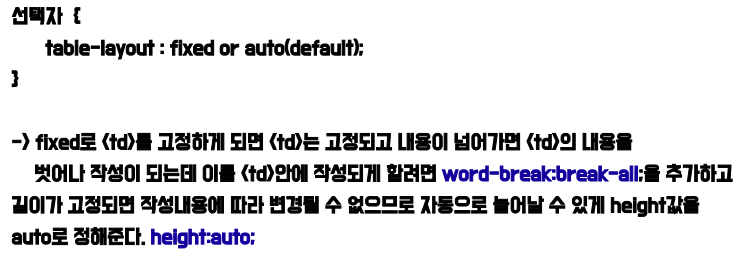 선택자 {
table-layout : fixed or auto(default);
}
-> fixed로 <td>를 고정하게 되면 <td>는 고정되고 내용이 넘어가면 <td>의 내용을
벗어나 작성이 되는데 이를 <td>안에 작성되게 할려면 word-break:break-all;을 추가하고
길이가 고정되면 작성내용에 따라 변경될 수 없으므로 자동으로 늘어날 수 있게 height값을
auto로 정해준다. height:auto;